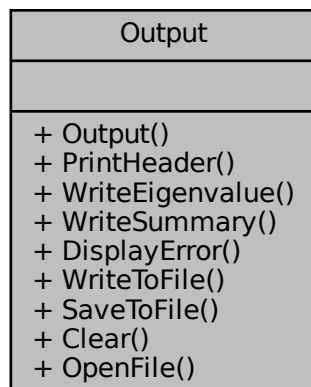 Output
+ Output()
+ PrintHeader()
+ WriteEigenvalue()
+ WriteSummary()
+ DisplayError()
+ WriteToFile()
+ SaveToFile()
+ Clear()
+ OpenFile()